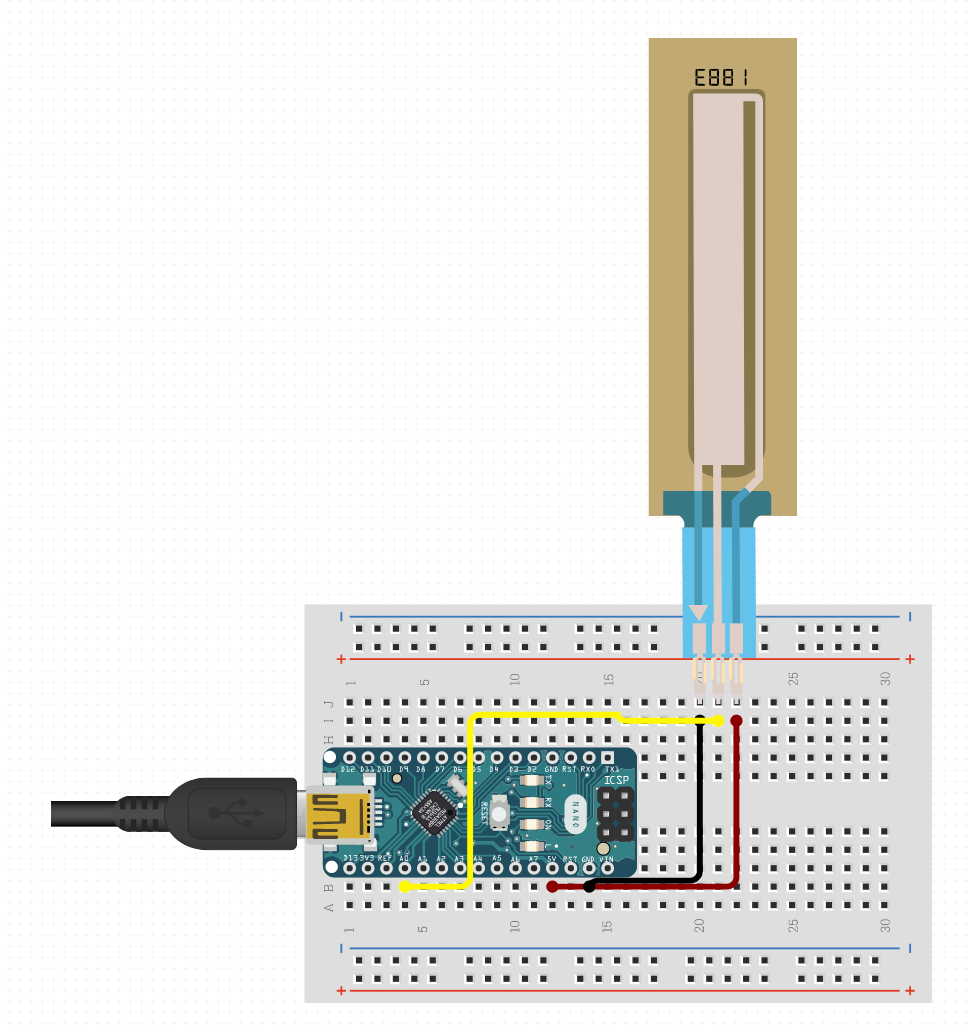 E881
1 5 10 15 20 25 30
J
I
H
D12 D11 D10 D9 D8 D7 D6 D5 D4 D3 D2 GND RST RX0 TX1
ICSP
RESET
TX
RX
ON
L
NANO
D13 3V3 REF A0 A1 A2 A3 A4 A5 A6 A7 5V RST GND VIN
B
A
1 5 10 15 20 25 30